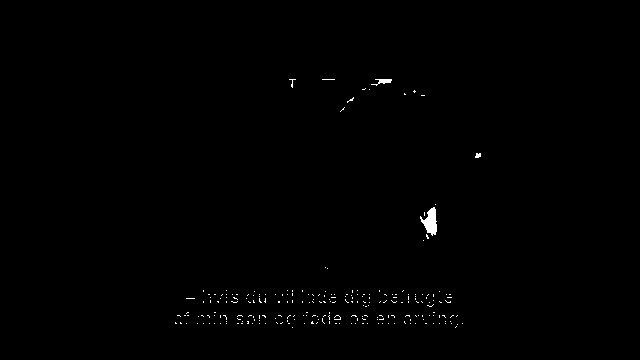 – hvis du vil lade dig befrugte
af min søn og føde os en arving.